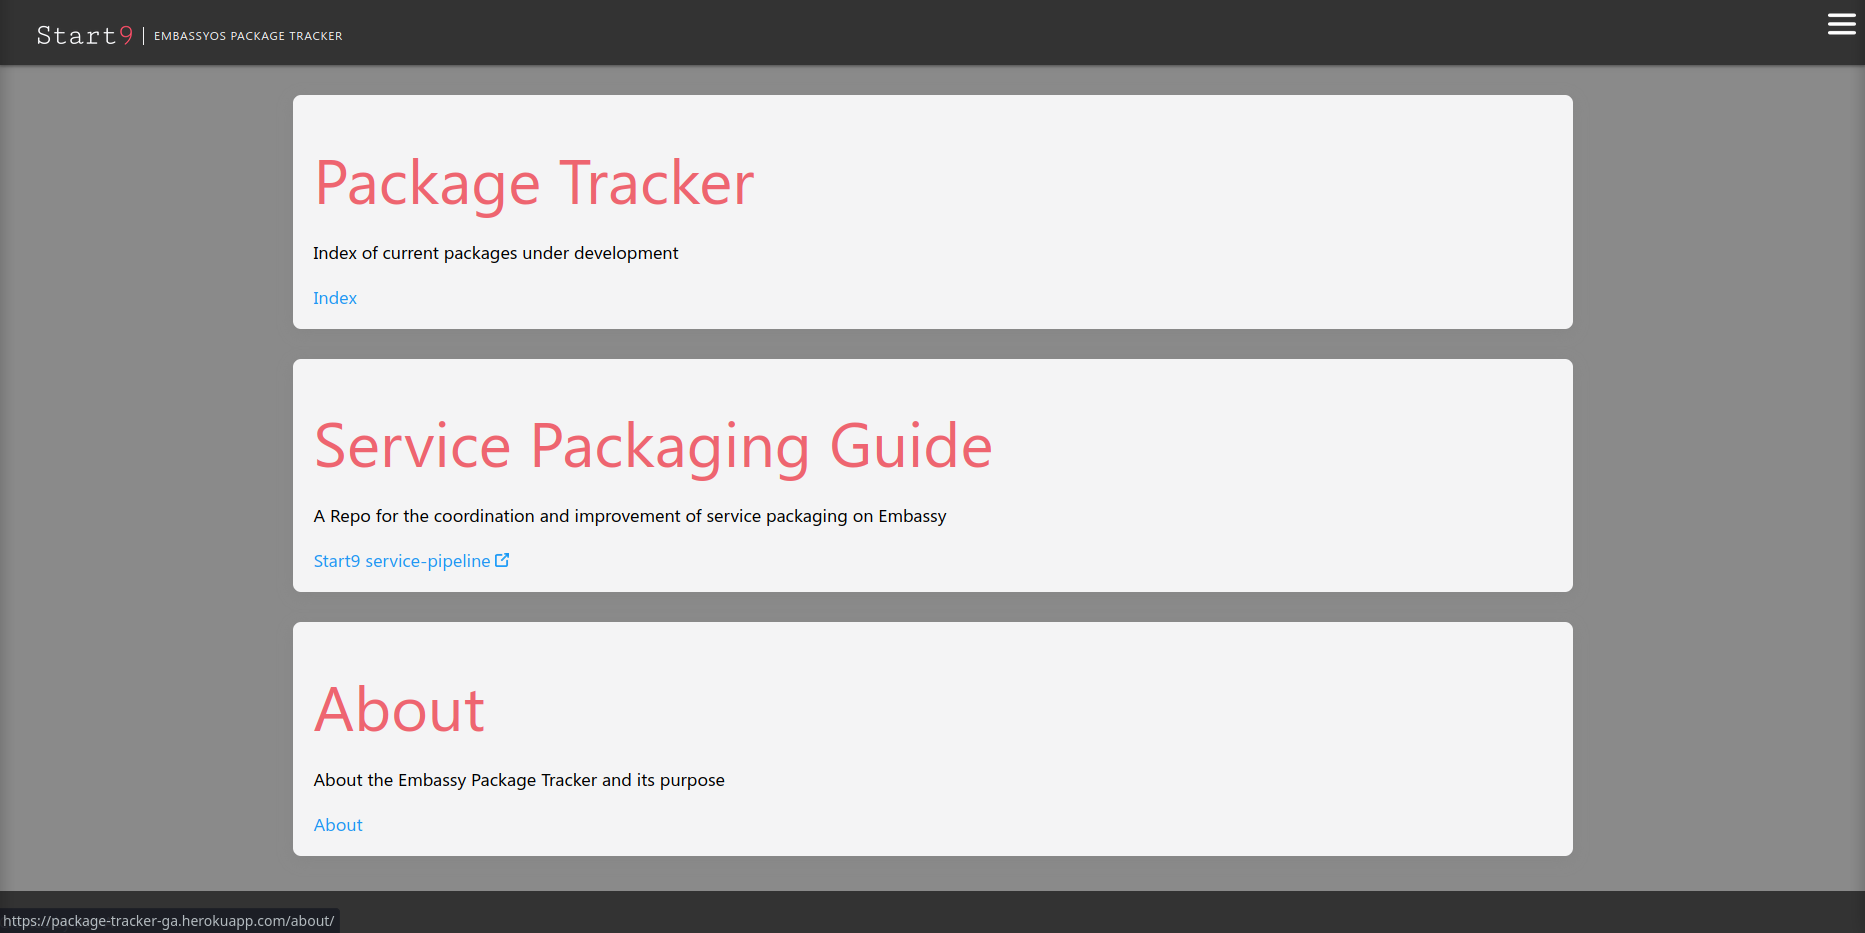 Start9 | EMBASSYOS PACKAGE TRACKER
Package Tracker
Index of current packages under development
Index
Service Packaging Guide
A Repo for the coordination and improvement of service packaging on Embassy
Start9 service-pipeline
About
About the Embassy Package Tracker and its purpose
About
https://package-tracker-ga.herokuapp.com/about/